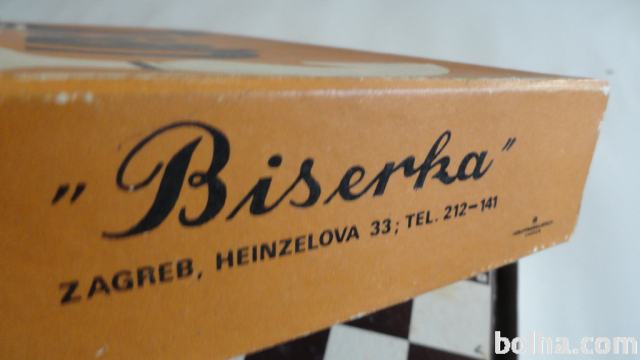 „Biserka"
ZAGREB, HEINZELOVA 33; TEL. 212-141
bolha.com